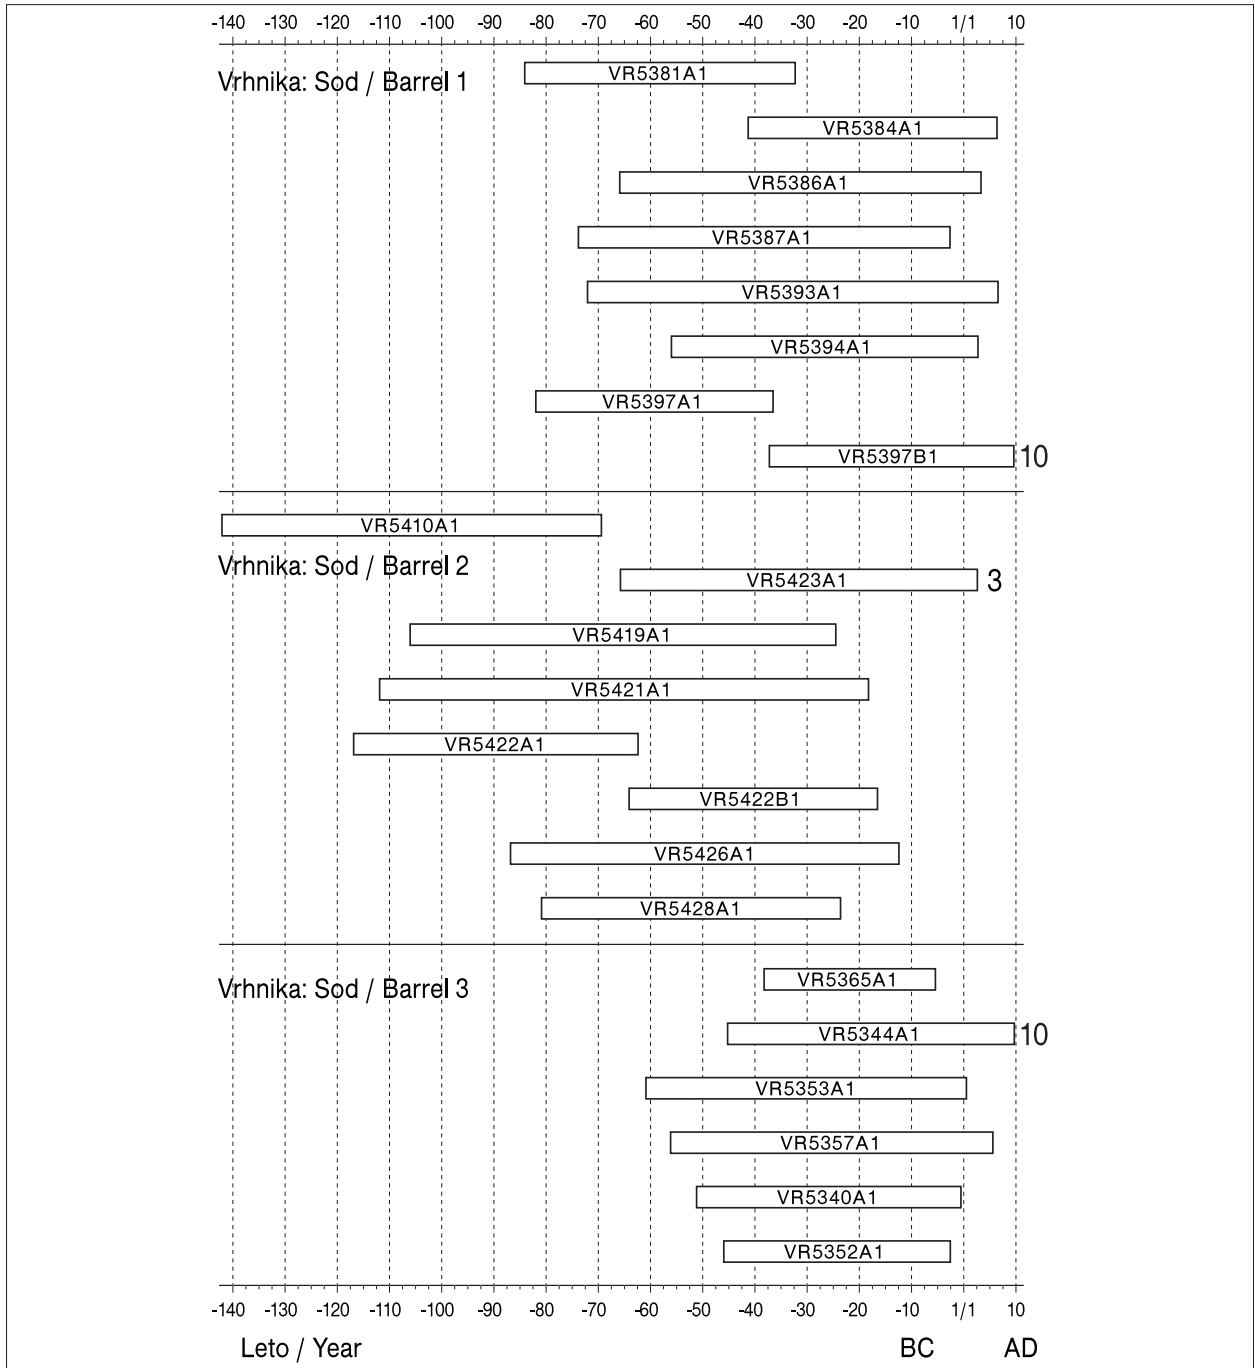 -140 -130 -110 -100 -90 -80 -70 -60 -50 -40 -30 -20 -10 1/1 10
VR5381A1
Vrhnika: Sod / Barrel 1
VR5384A1
VR5386A1
VR5387A1
VR5393A1
VR5394A1
VR5397A1
VR5397B1 10
VR5410A1
Vrhnika: Sod / Barrel 2
VR5423A1 3
VR5419A1
VR5421A1
VR5422A1
VR5422B1
VR5426A1
VR5428A1
VR5365A1
Vrhnika: Sod / Barrel 3
VR5344A1 10
VR5353A1
VR5357A1
VR5340A1
VR5352A1
-140 -130 -110 -100 -90 -80 -70 -60 -50 -40 -30 -20 -10 1/1 10
Leto / Year BC AD